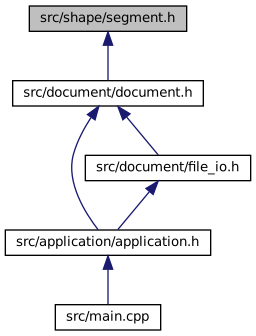 src/shape/segment.h
src/document/document.h
src/document/file_io.h
src/application/application.h
src/main.cpp